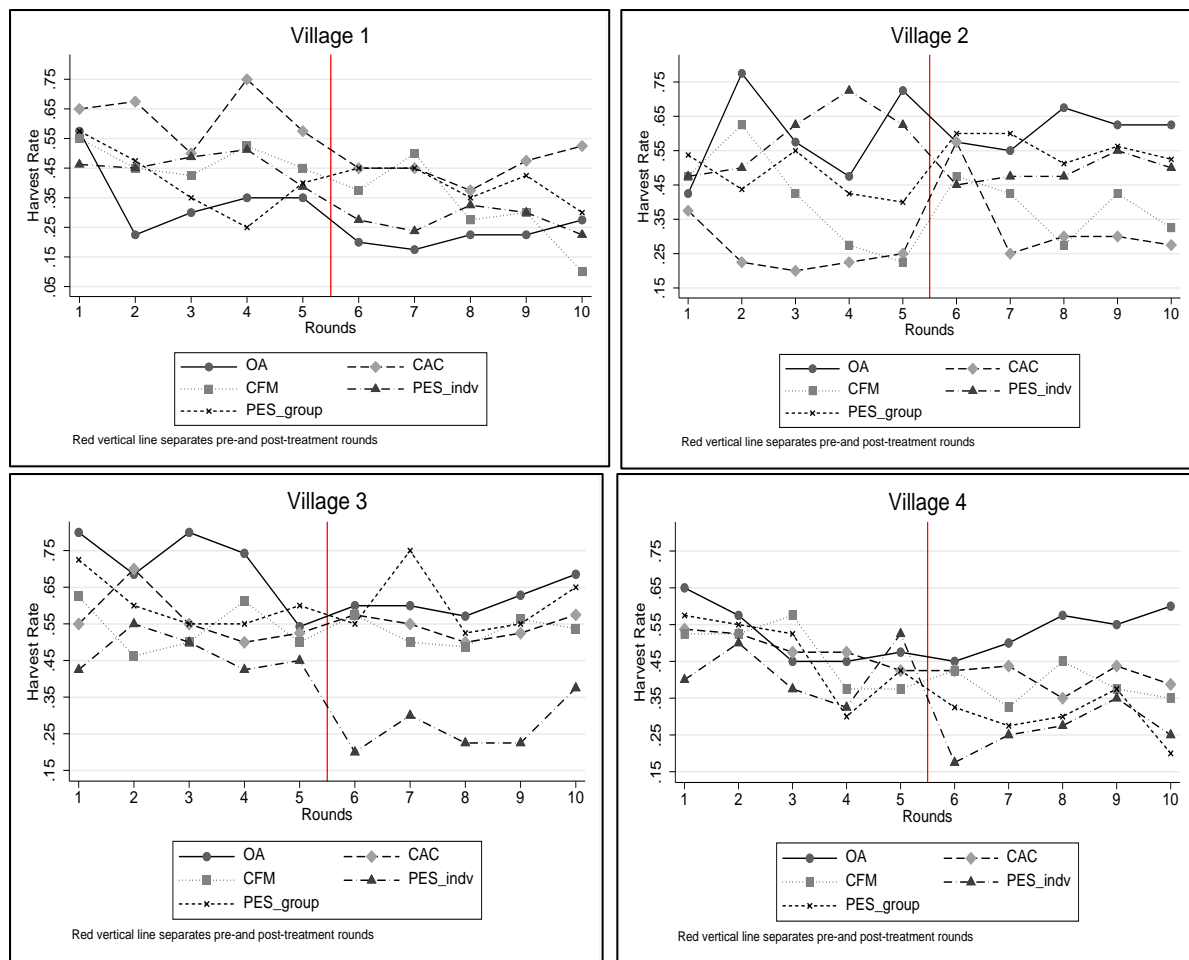 Village 1
Harvest Rate
.05 .15 .25 .35 .45 .55 .65 .75
1 2 3 4 5 6 7 8 9 10
Rounds
OA CAC
CFM PES_indv
PES_group
Red vertical line separates pre-and post-treatment rounds
Village 2
Harvest Rate
.15 .25 .35 .45 .55 .65 .75
1 2 3 4 5 6 7 8 9 10
Rounds
OA CAC
CFM PES_indv
PES_group
Red vertical line separates pre-and post-treatment rounds
Village 3
Harvest Rate
.15 .25 .35 .45 .55 .65 .75
1 2 3 4 5 6 7 8 9 10
Rounds
OA CAC
CFM PES_indv
PES_group
Red vertical line separates pre-and post-treatment rounds
Village 4
Harvest Rate
.15 .25 .35 .45 .55 .65 .75
1 2 3 4 5 6 7 8 9 10
Rounds
OA CAC
CFM PES_indv
PES_group
Red vertical line separates pre-and post-treatment rounds